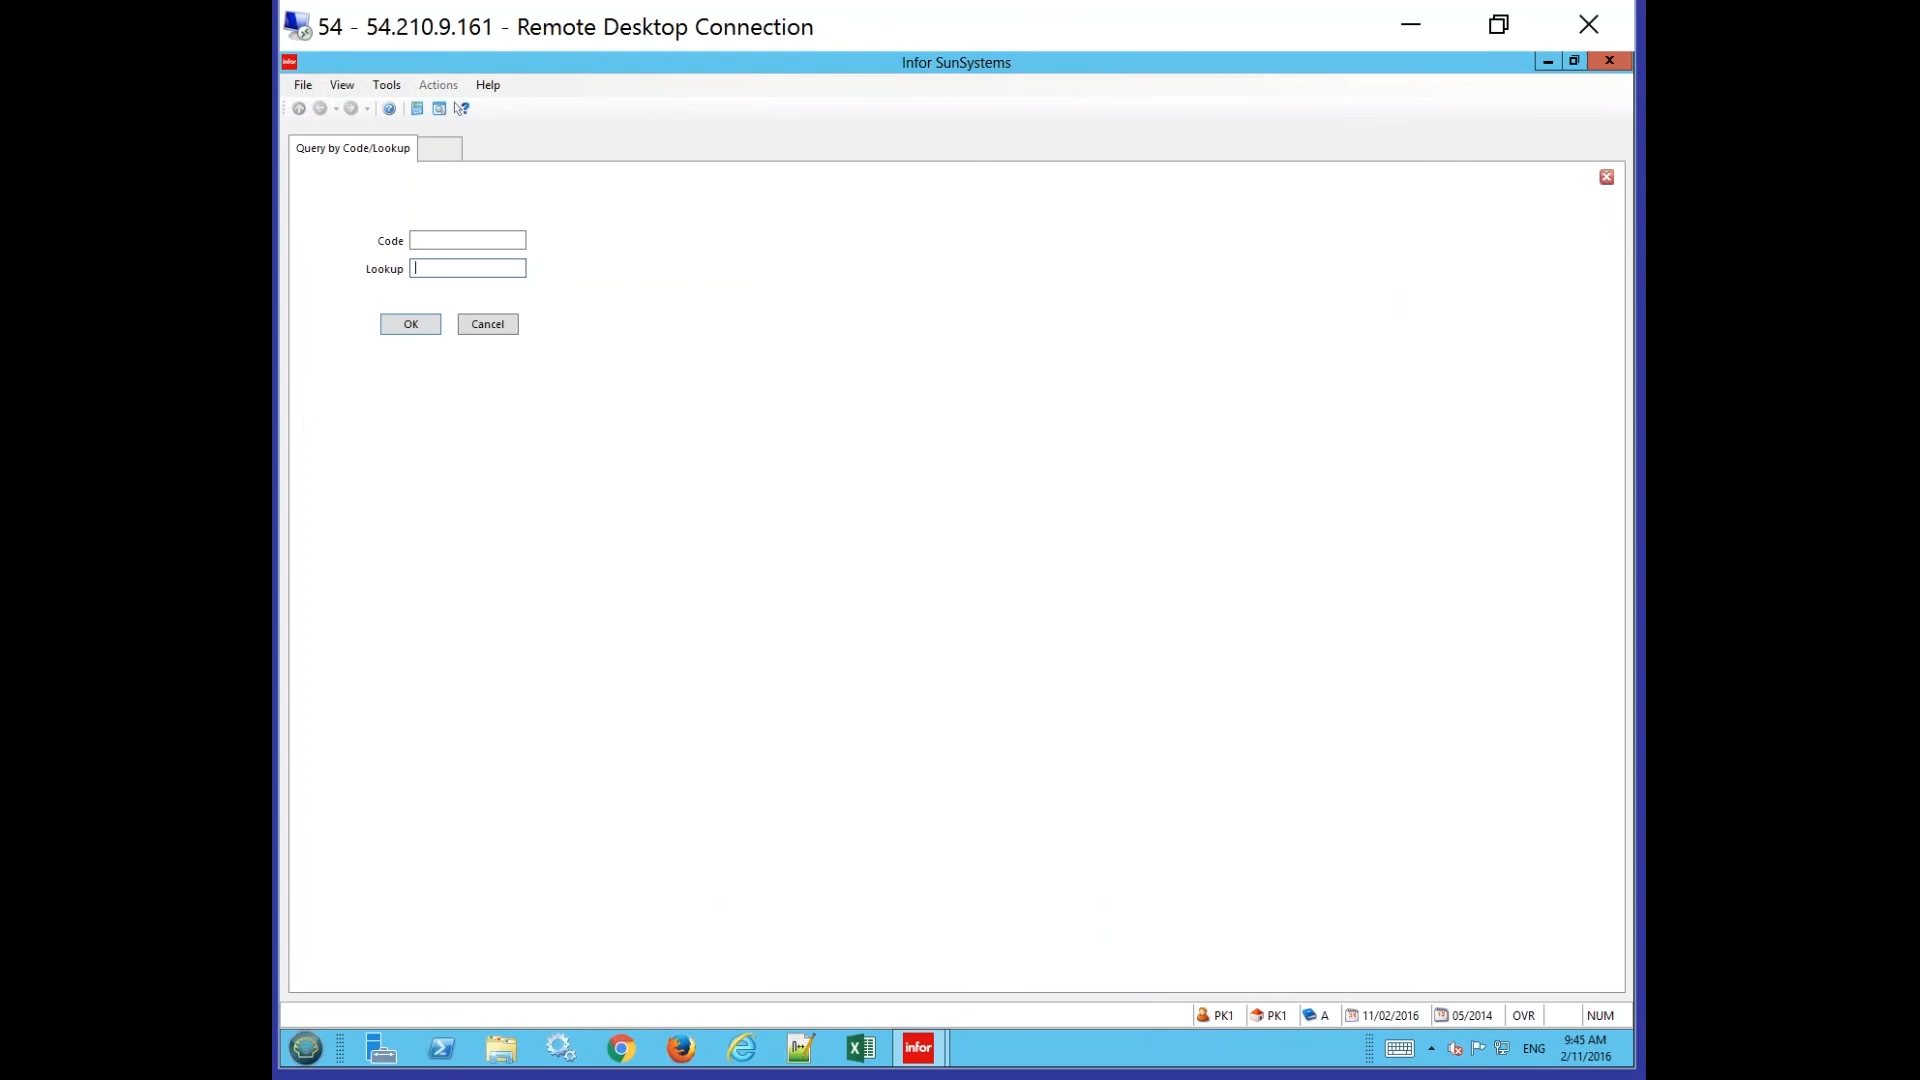 54 - 54.210.9.161 - Remote Desktop Connection
infor
Infor SunSystems
File View Tools Actions Help
Query by Code/Lookup
Code
Lookup
OK Cancel
PK1 PK1 A 11/02/2016 05/2014 OVR NUM
infor
ENG
9:45 AM
2/11/2016